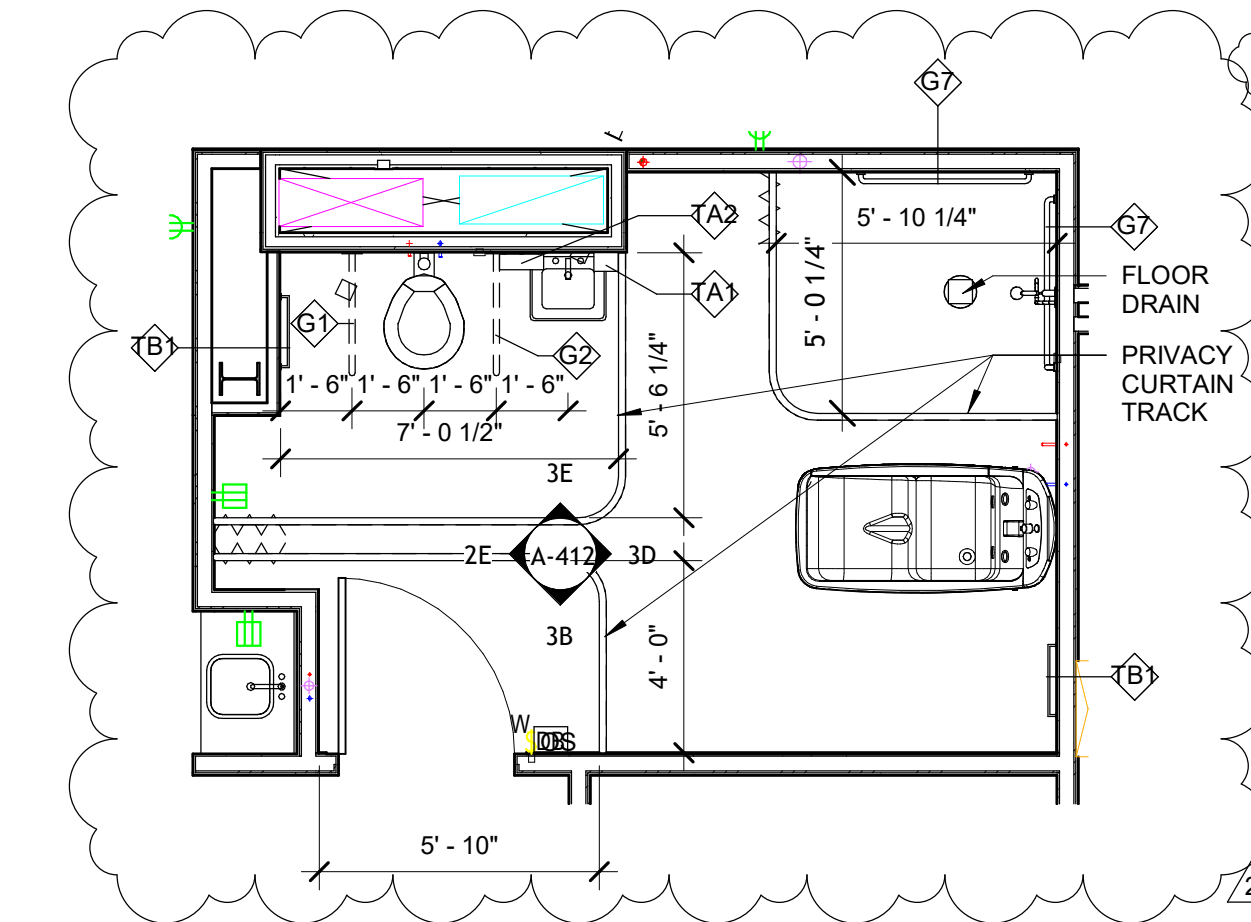 G7
TA2
5' - 10 1/4"
G7
5' - 0 1/4"
FLOOR
DRAIN
TA1
G1
TB1
G2
5' - 6 1/4"
PRIVACY
CURTAIN
TRACK
1' - 6" 1' - 6" 1' - 6" 1' - 6"
7' - 0 1/2"
3E
2E
A-412
3D
3B
4' - 0"
TB1
W
$
5' - 10"
2